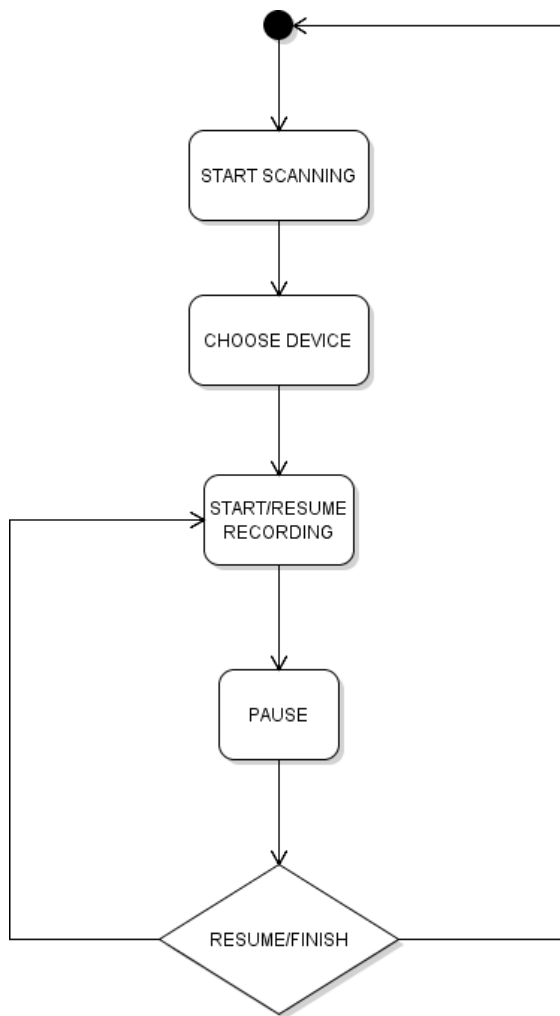 START SCANNING
CHOOSE DEVICE
START/RESUME
RECORDING
PAUSE
RESUME/FINISH